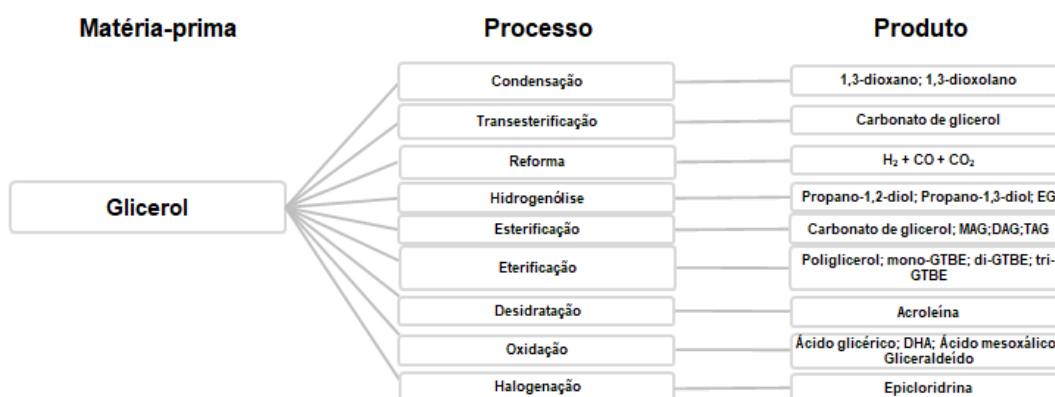 Matéria-prima Processo Produto
Condensação 1,3-dioxano; 1,3-dioxolano
Transesterificação Carbonato de glicerol
Reforma H₂ + CO + CO₂
Glicerol
Hidrogenólise Propano-1,2-diol; Propano-1,3-diol; EG
Esterificação Carbonato de glicerol; MAG;DAG;TAG
Eterificação Poliglicerol; mono-GTBE; di-GTBE; tri-
GTBE
Desidratação Acroleína
Oxidação Ácido glicérico; DHA; Ácido mesoxálico
Gliceraldeído
Halogenação Epicloridrina